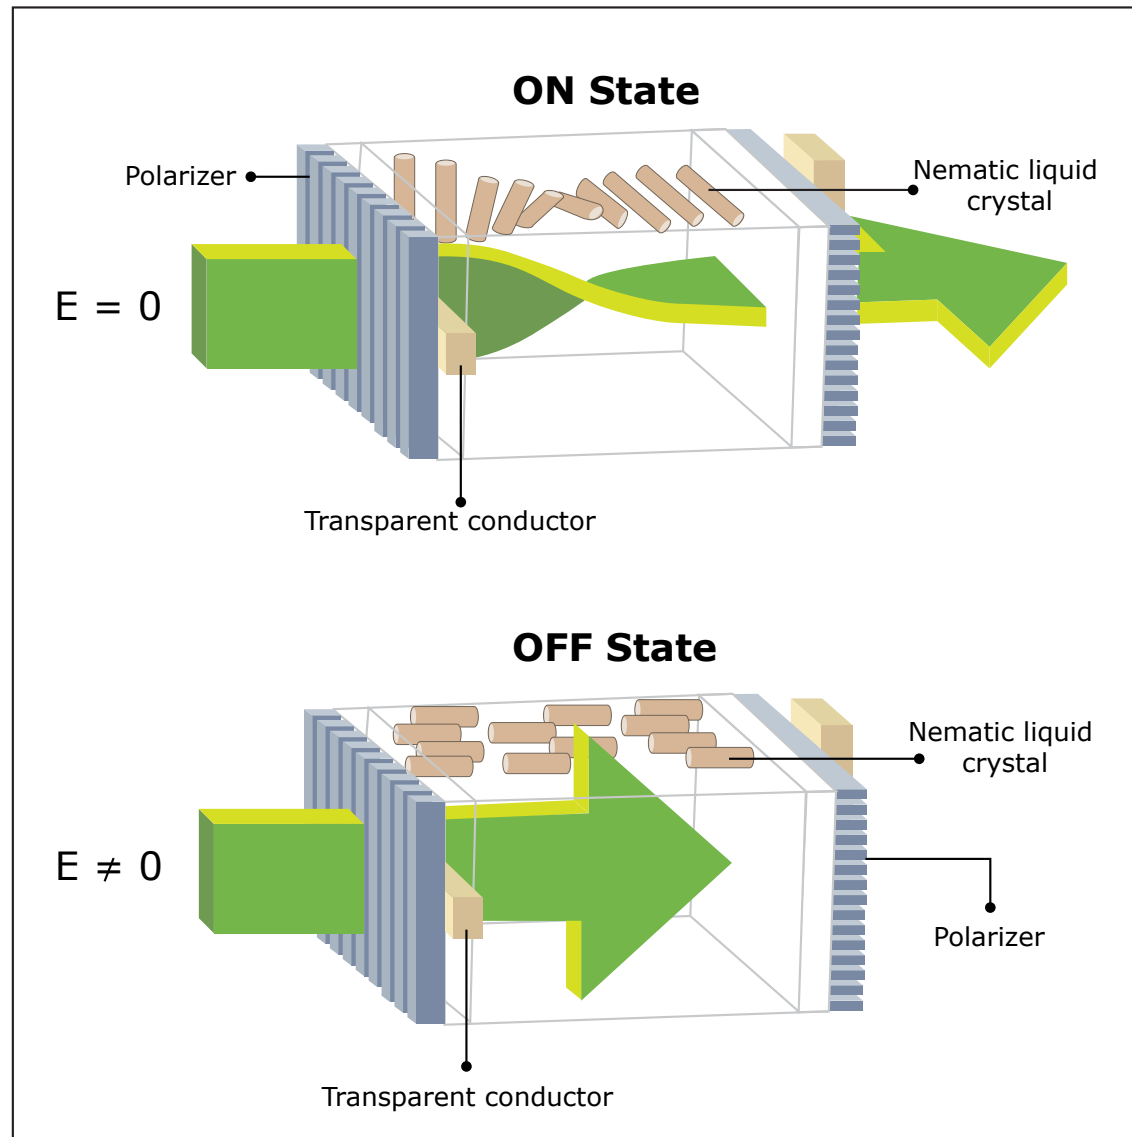 ON State
Polarizer
Nematic liquid
crystal
E = 0
Transparent conductor
OFF State
Nematic liquid
crystal
E ≠ 0
Polarizer
Transparent conductor